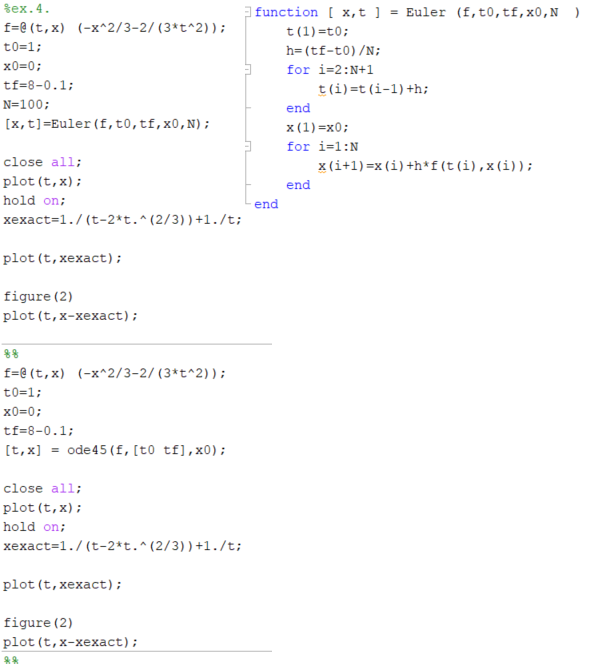 %ex.4.
f=@(t,x) (-x^2/3-2/(3*t^2));
t0=1;
x0=0;
tf=8-0.1;
N=100;
[x,t]=Euler(f,t0,tf,x0,N);

close all;
plot(t,x);
hold on;
xexact=1./(t-2*t.^(2/3))+1./t;

plot(t,xexact);

figure(2)
plot(t,x-xexact);

%%
f=@(t,x) (-x^2/3-2/(3*t^2));
t0=1;
x0=0;
tf=8-0.1;
[t,x] = ode45(f,[t0 tf],x0);

close all;
plot(t,x);
hold on;
xexact=1./(t-2*t.^(2/3))+1./t;

plot(t,xexact);

figure(2)
plot(t,x-xexact);
%%

function [ x,t ] = Euler (f,t0,tf,x0,N  )
    t(1)=t0;
    h=(tf-t0)/N;
    for i=2:N+1
        t(i)=t(i-1)+h;
    end
    x(1)=x0;
    for i=1:N
        x(i+1)=x(i)+h*f(t(i),x(i));
    end
end